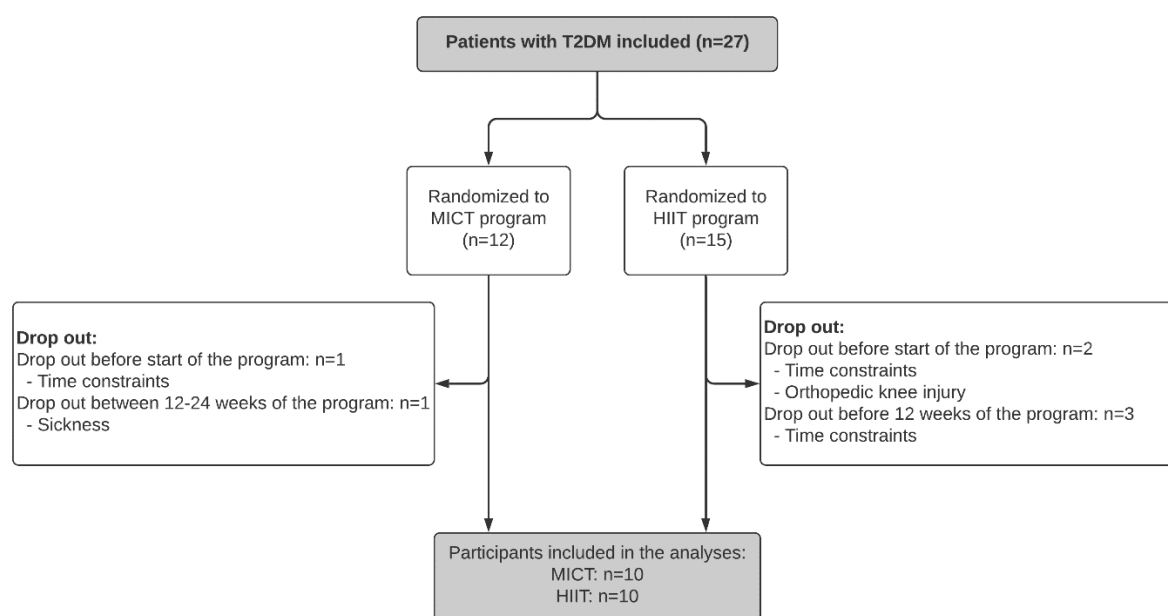 Patients with T2DM included (n=27)
Randomized to
MICT program
(n=12)
Randomized to
HIIT program
(n=15)
Drop out:
Drop out before start of the program: n=1
- Time constraints
Drop out between 12-24 weeks of the program: n=1
- Sickness
Drop out:
Drop out before start of the program: n=2
- Time constraints
- Orthopedic knee injury
Drop out before 12 weeks of the program: n=3
- Time constraints
Participants included in the analyses:
MICT: n=10
HIIT: n=10